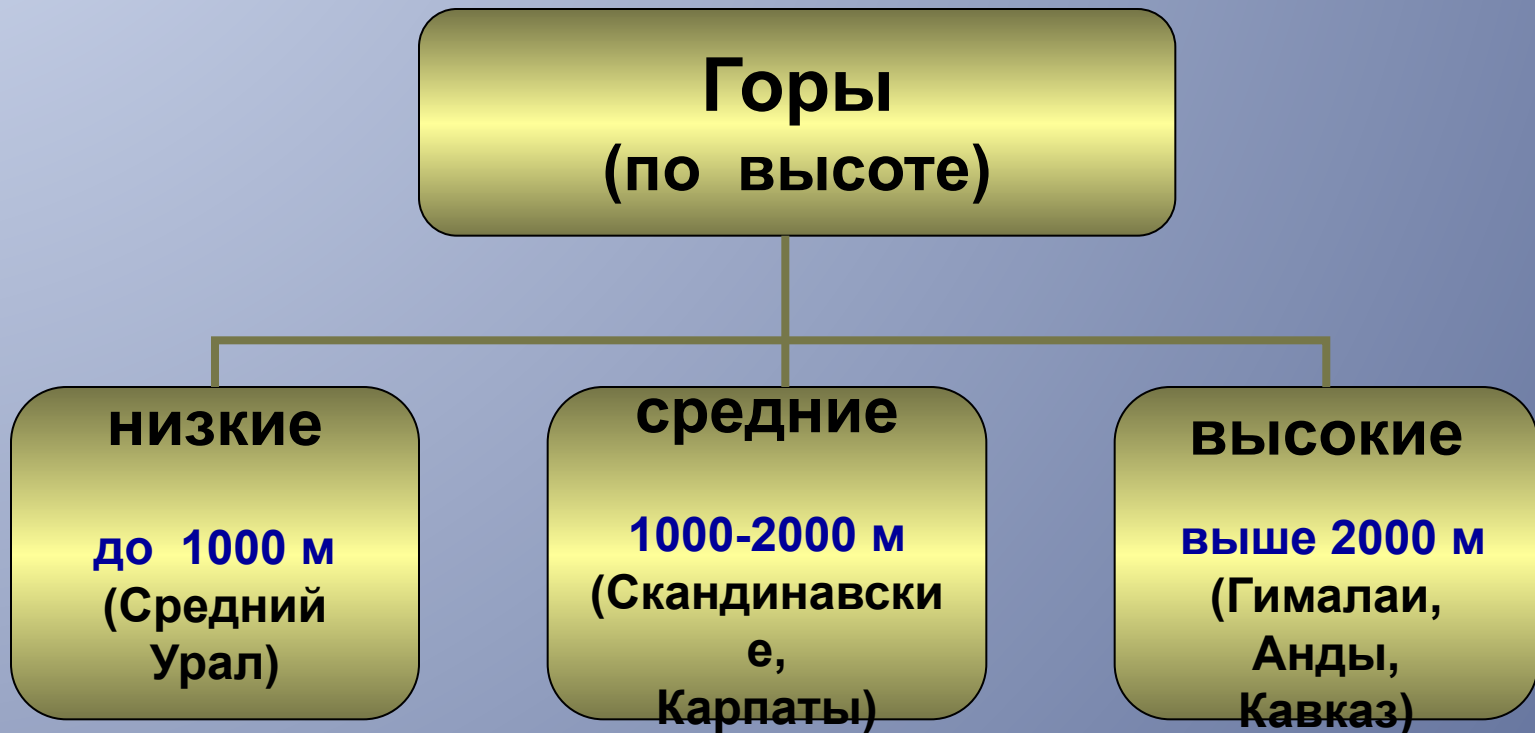 Горы
(по высоте)
низкие
до 1000 м
(Средний
Урал)
средние
1000-2000 м
(Скандинавски
е,
Карпаты)
высокие
выше 2000 м
(Гималаи,
Анды,
Кавказ)